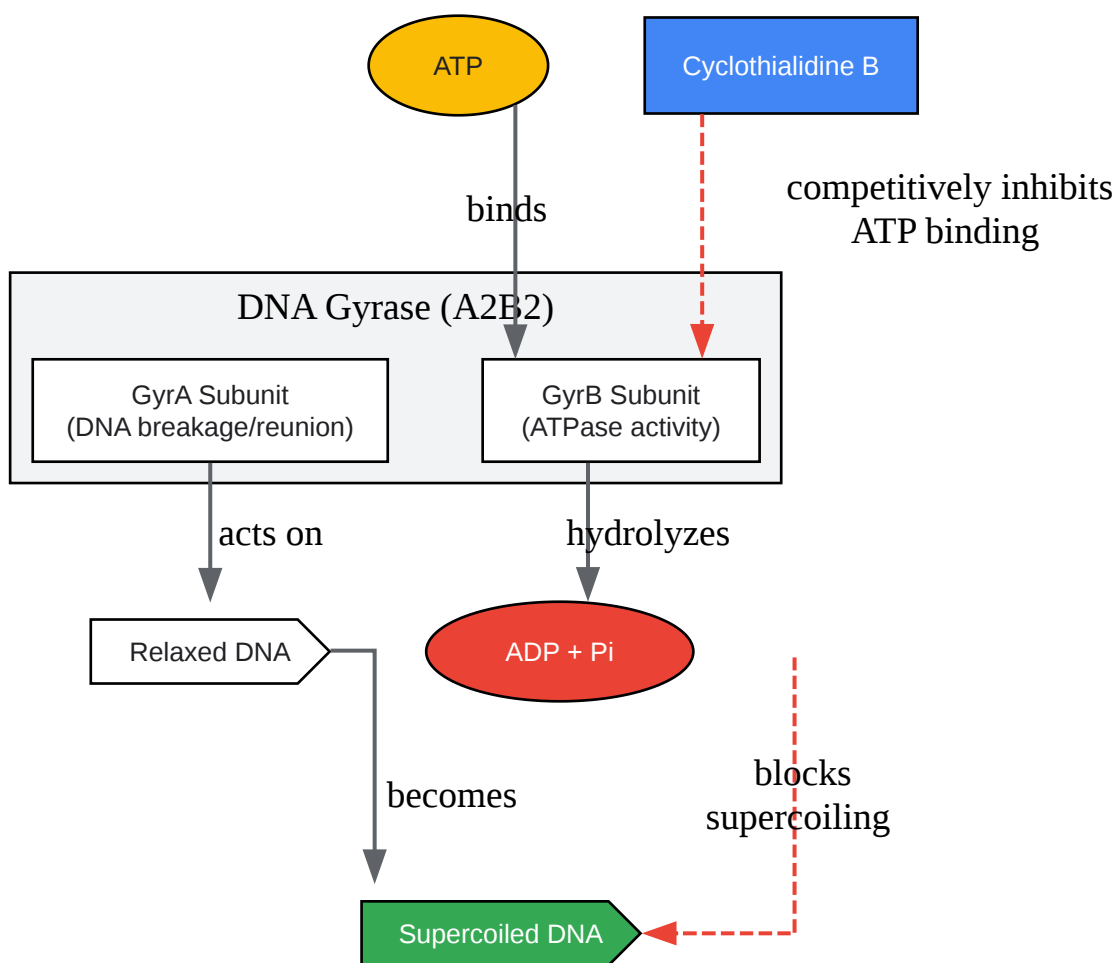 ATP
Cyclothialidine B
binds
competitively inhibits
ATP binding
DNA Gyrase (A2B2)
GyrA Subunit
(DNA breakage/reunion)
GyrB Subunit
(ATPase activity)
acts on
hydrolyzes
Relaxed DNA
ADP + Pi
becomes
blocks
supercoiling
Supercoiled DNA